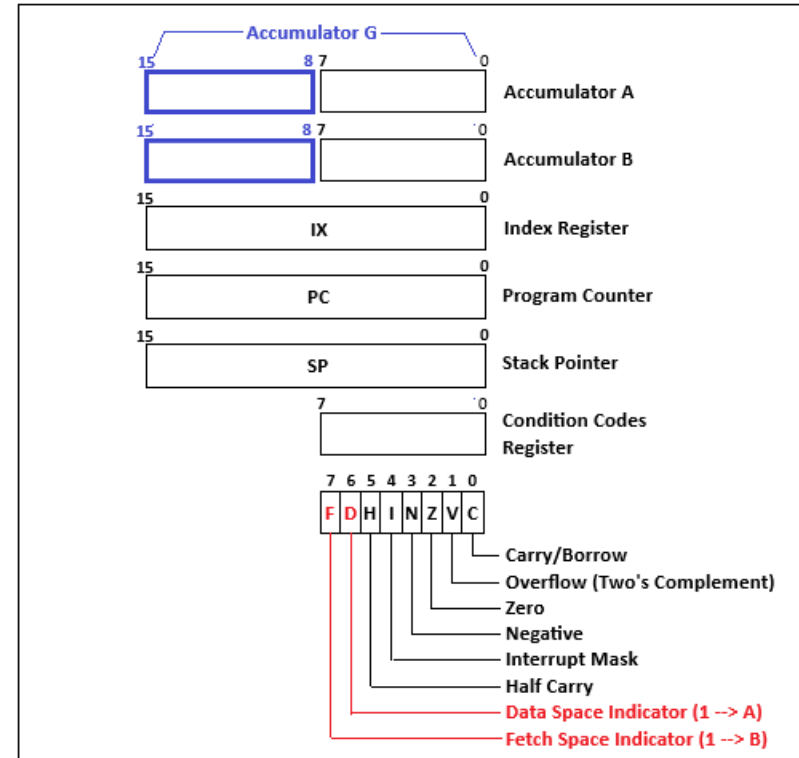 Accumulator G
15 8 7 0
Accumulator A
15 8 7 0
Accumulator B
15 0
IX Index Register
15 0
PC Program Counter
15 0
SP Stack Pointer
7 0
Condition Codes
Register
7 6 5 4 3 2 1 0
F D H I N Z V C
Carry/Borrow
Overflow (Two's Complement)
Zero
Negative
Interrupt Mask
Half Carry
Data Space Indicator (1 --> A)
Fetch Space Indicator (1 --> B)